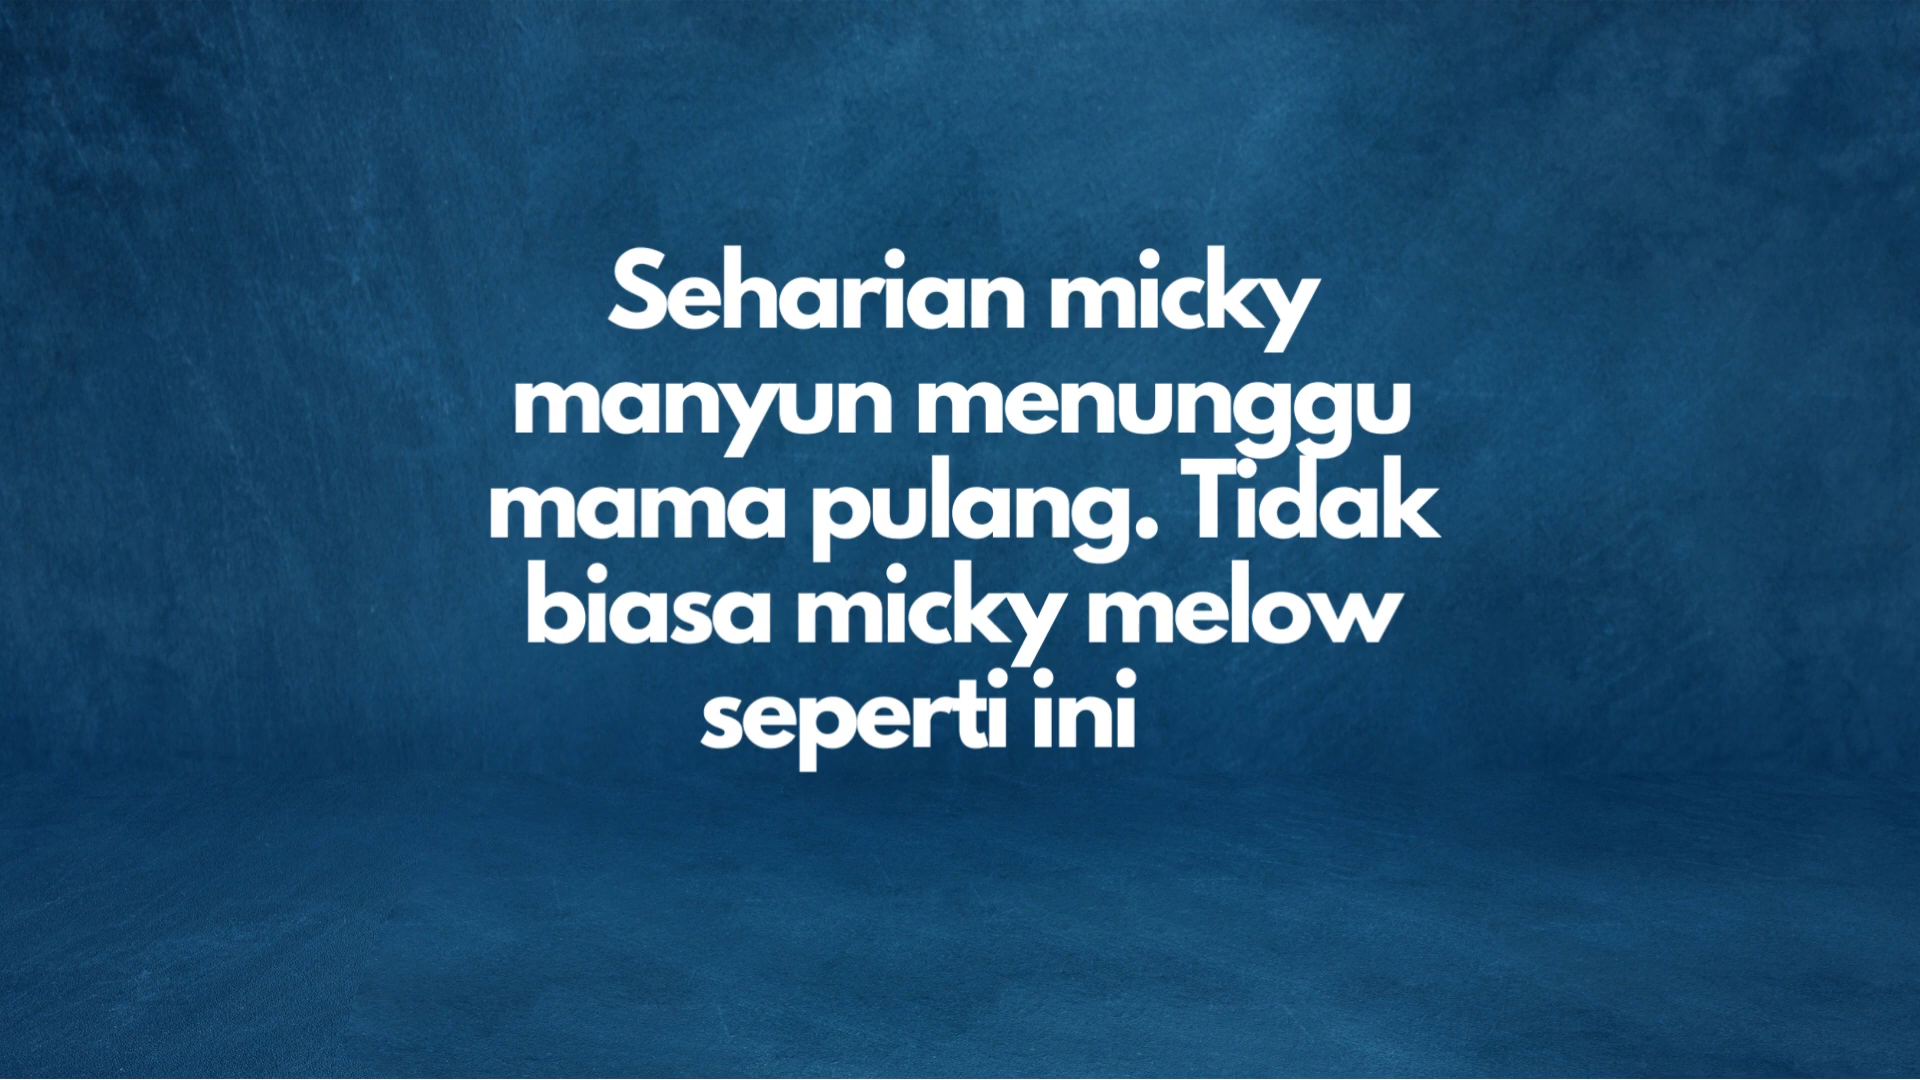 Seharian micky
manyun menunggu
mama pulang. Tidak
biasa micky melow
seperti ini